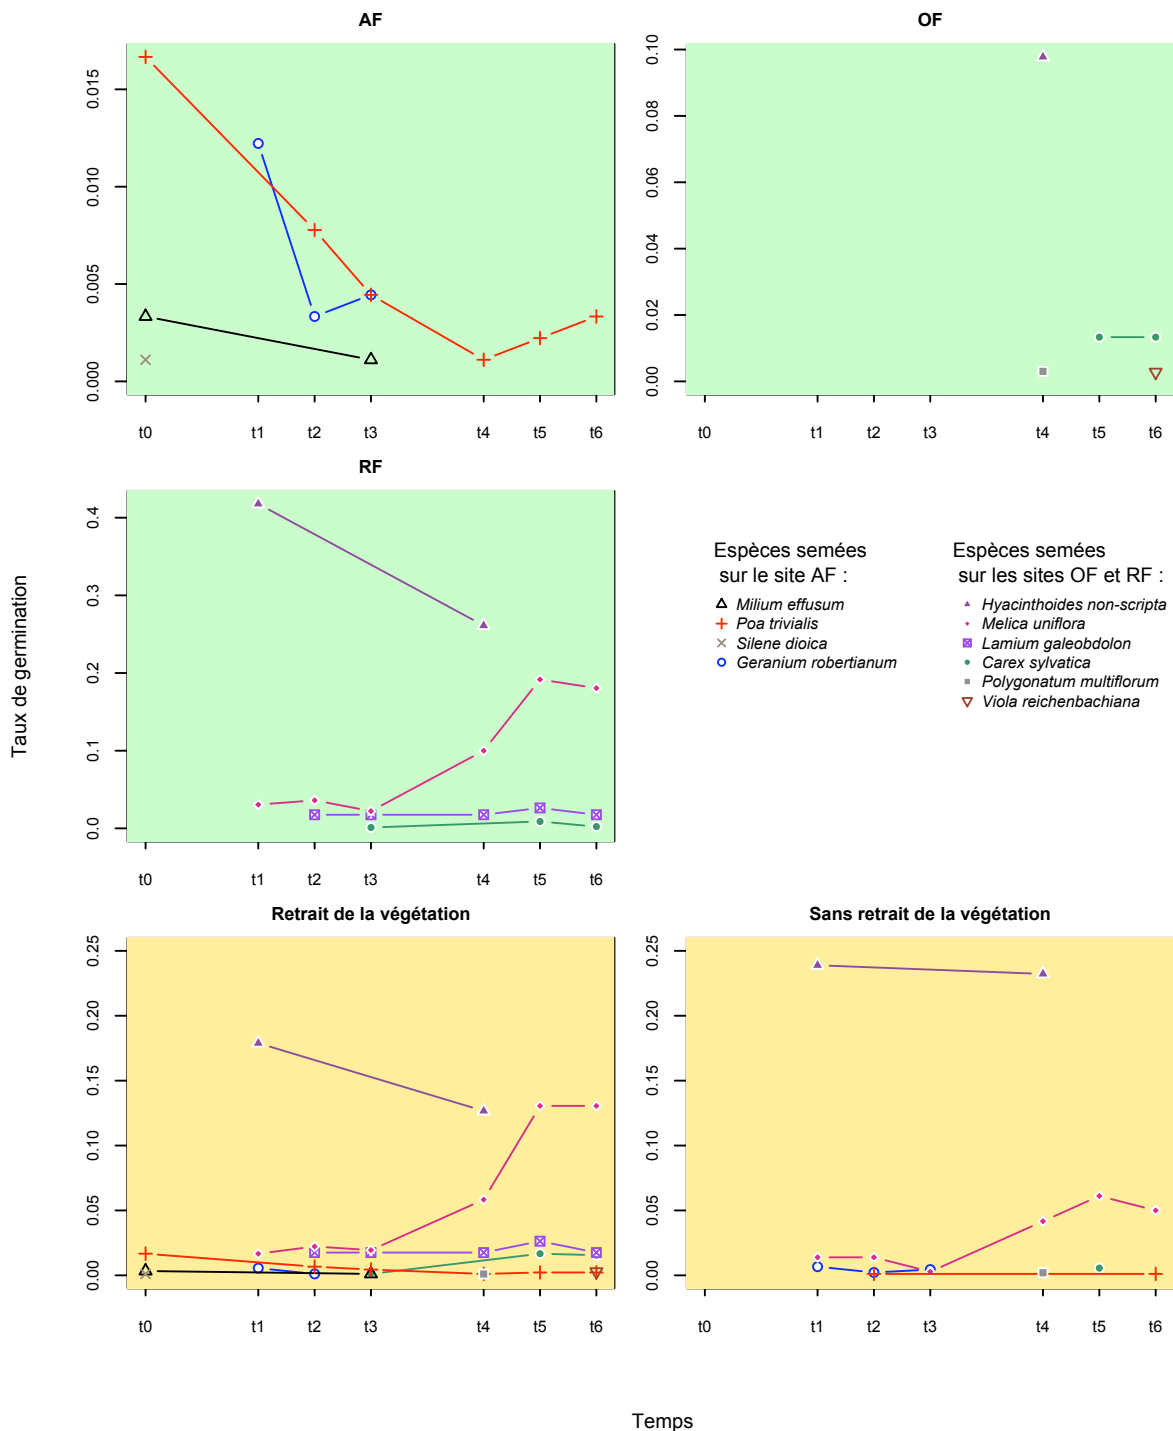 AF
0.000
0.005
0.010
0.015
t0 t1 t2 t3 t4 t5 t6
OF
0.00
0.02
0.04
0.06
0.08
0.10
t0 t1 t2 t3 t4 t5 t6
RF
0.0
0.1
0.2
0.3
0.4
t0 t1 t2 t3 t4 t5 t6
Espèces semées
sur le site AF :
Milium effusum
Poa trivialis
Silene dioica
Geranium robertianum
Espèces semées
sur les sites OF et RF :
Hyacinthoides non-scripta
Melica uniflora
Lamium galeobdolon
Carex sylvatica
Polygonatum multiflorum
Viola reichenbachiana
Taux de germination
Retrait de la végétation
0.00
0.05
0.10
0.15
0.20
0.25
t0 t1 t2 t3 t4 t5 t6
Sans retrait de la végétation
0.00
0.05
0.10
0.15
0.20
0.25
t0 t1 t2 t3 t4 t5 t6
Temps